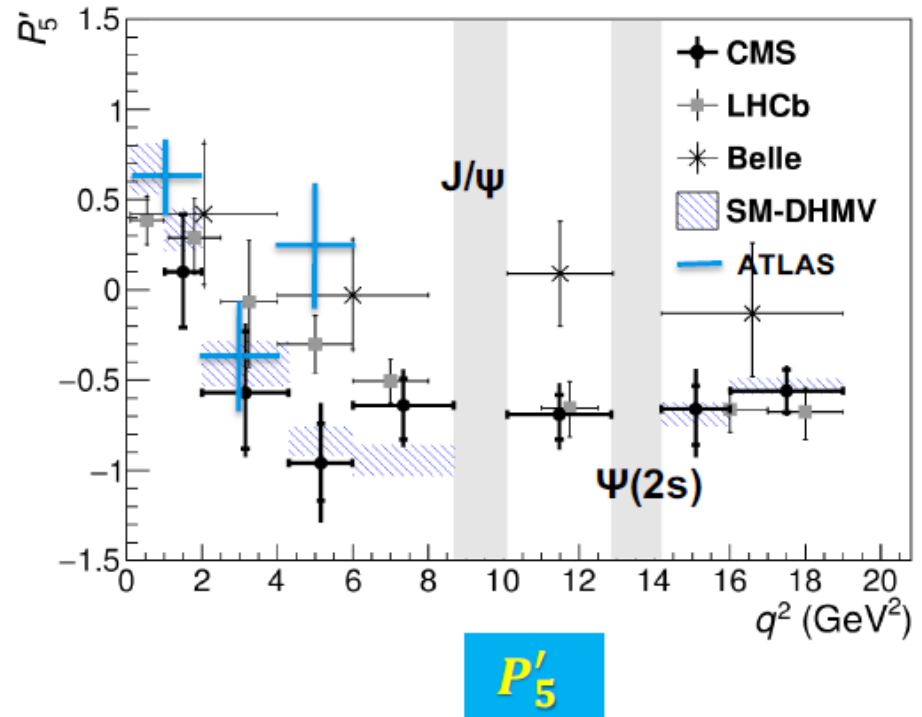 P₅′
1.5
1
0.5
0
−0.5
−1
−1.5
CMS
LHCb
Belle
SM-DHMV
ATLAS
J/ψ
Ψ(2s)
0 2 4 6 8 10 12 14 16 18 20
q² (GeV²)
P′₅